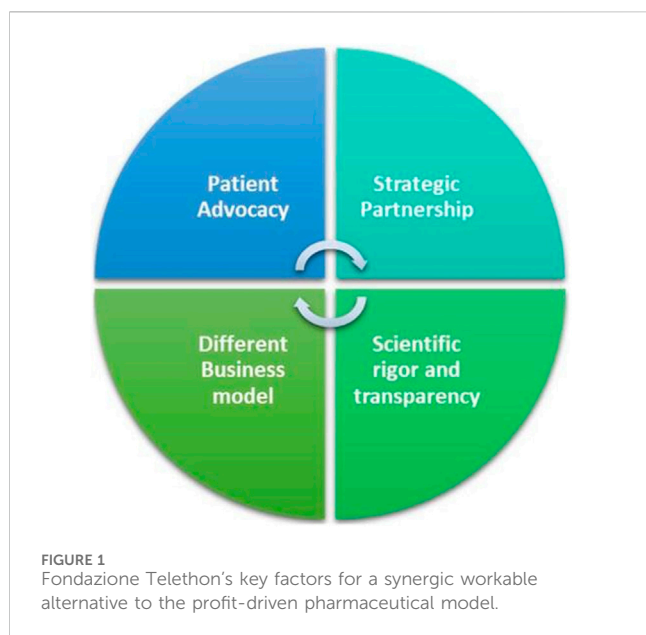 Patient
Advocacy
Strategic
Partnership
Different
Business
model
Scientific
rigor and
transparency
FIGURE 1
Fondazione Telethon's key factors for a synergic workable
alternative to the profit-driven pharmaceutical model.